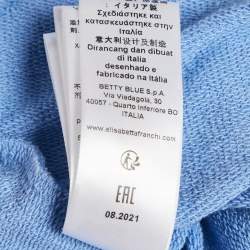 イタリア製
Σχεδιάστηκε και
κατασκευάστηκε στην
Ιταλία
意大利设计及制造
Dirancang dan dibuat
di Italia
desenhado e
fabricado na Itália
BETTY BLUE S.p.A.
Via Viadagola, 30
40057 - Quarto Inferiore BO
ITALIA
www.elisabettafranchi.com
EAC
08.2021